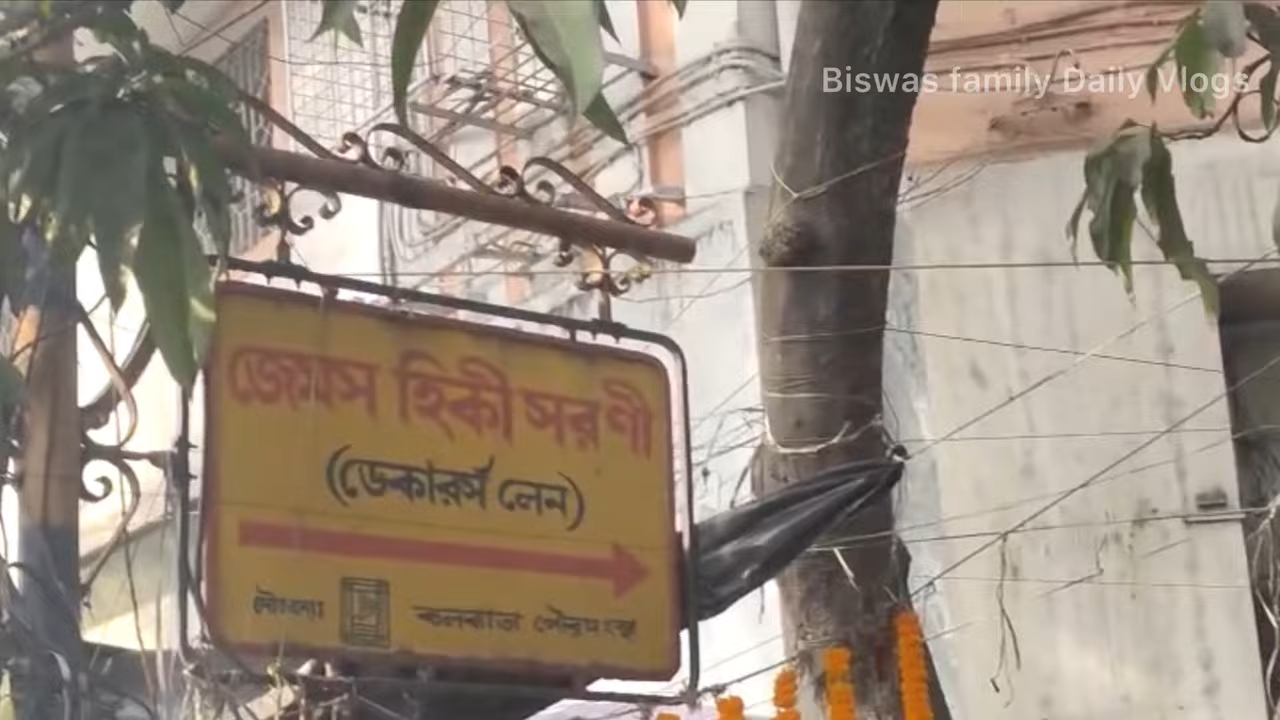 Biswas family Daily Vlogs
জেমস হিকী সরণী
(ডেকার্স লেন)
কলকাতা পৌরসংস্থা